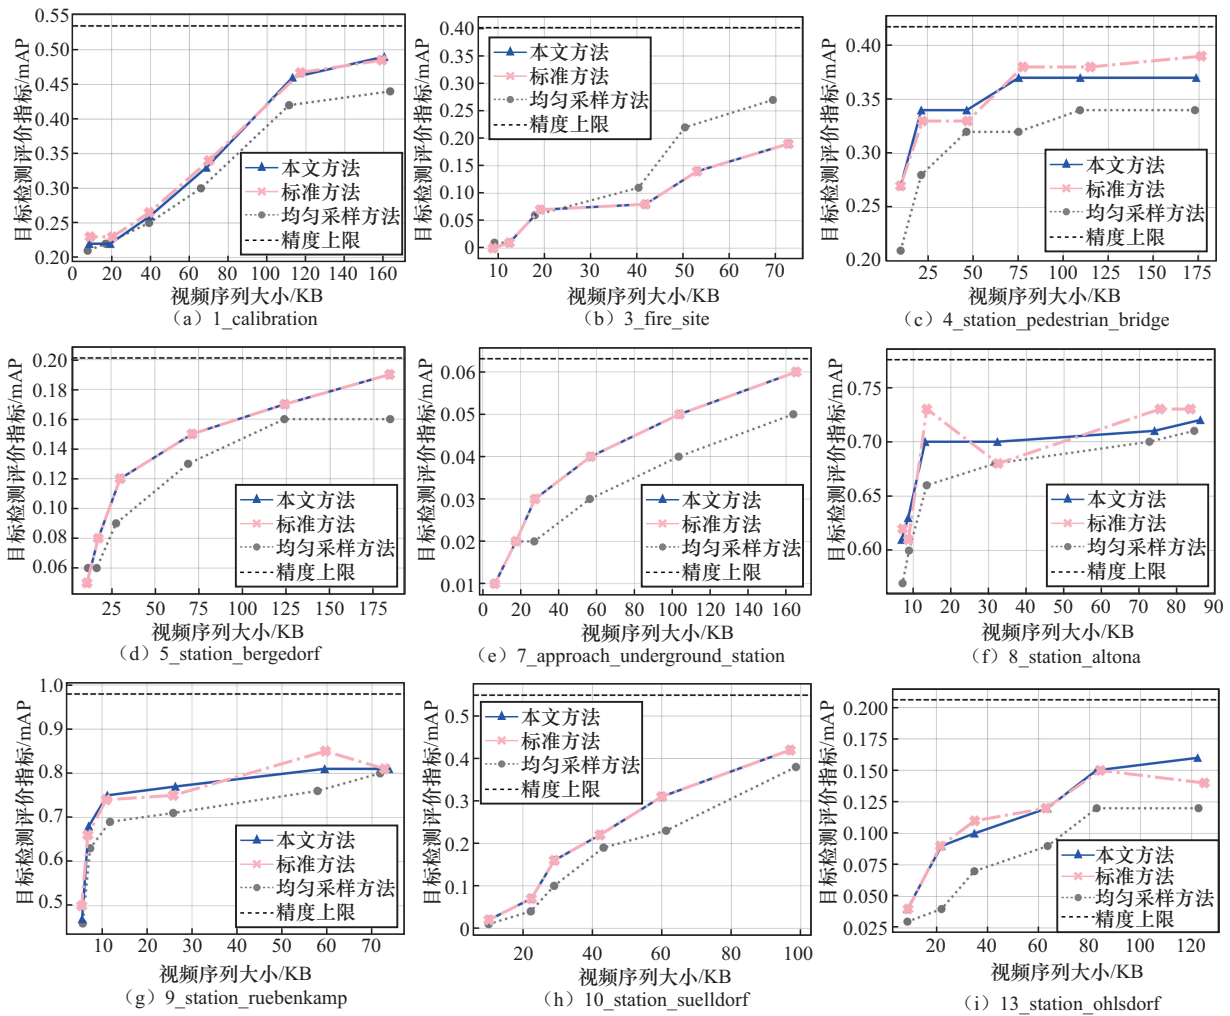 目标检测评价指标/mAP
0.55
0.50
0.45
0.40
0.35
0.30
0.25
0.20
本文方法
标准方法
均匀采样方法
精度上限
0 20 40 60 80 100 120 140 160
视频序列大小/KB
(a) 1_calibration
目标检测评价指标/mAP
0.40
0.35
0.30
0.25
0.20
0.15
0.10
0.05
0
本文方法
标准方法
均匀采样方法
精度上限
10 20 30 40 50 60 70
视频序列大小/KB
(b) 3_fire_site
目标检测评价指标/mAP
0.40
0.35
0.30
0.25
0.20
本文方法
标准方法
均匀采样方法
精度上限
25 50 75 100 125 150 175
视频序列大小/KB
(c) 4_station_pedestrian_bridge
目标检测评价指标/mAP
0.20
0.18
0.16
0.14
0.12
0.10
0.08
0.06
本文方法
标准方法
均匀采样方法
精度上限
25 50 75 100 125 150 175
视频序列大小/KB
(d) 5_station_bergedorf
目标检测评价指标/mAP
0.06
0.05
0.04
0.03
0.02
0.01
本文方法
标准方法
均匀采样方法
精度上限
0 20 40 60 80 100 120 140 160
视频序列大小/KB
(e) 7_approach_underground_station
目标检测评价指标/mAP
0.75
0.70
0.65
0.60
本文方法
标准方法
均匀采样方法
精度上限
10 20 30 40 50 60 70 80 90
视频序列大小/KB
(f) 8_station_altona
目标检测评价指标/mAP
1.0
0.9
0.8
0.7
0.6
0.5
本文方法
标准方法
均匀采样方法
精度上限
10 20 30 40 50 60 70
视频序列大小/KB
(g) 9_station_ruebenkamp
目标检测评价指标/mAP
0.5
0.4
0.3
0.2
0.1
0
本文方法
标准方法
均匀采样方法
精度上限
20 40 60 80 100
视频序列大小/KB
(h) 10_station_suelldorf
目标检测评价指标/mAP
0.200
0.175
0.150
0.125
0.100
0.075
0.050
0.025
本文方法
标准方法
均匀采样方法
精度上限
20 40 60 80 100 120
视频序列大小/KB
(i) 13_station_ohlsdorf